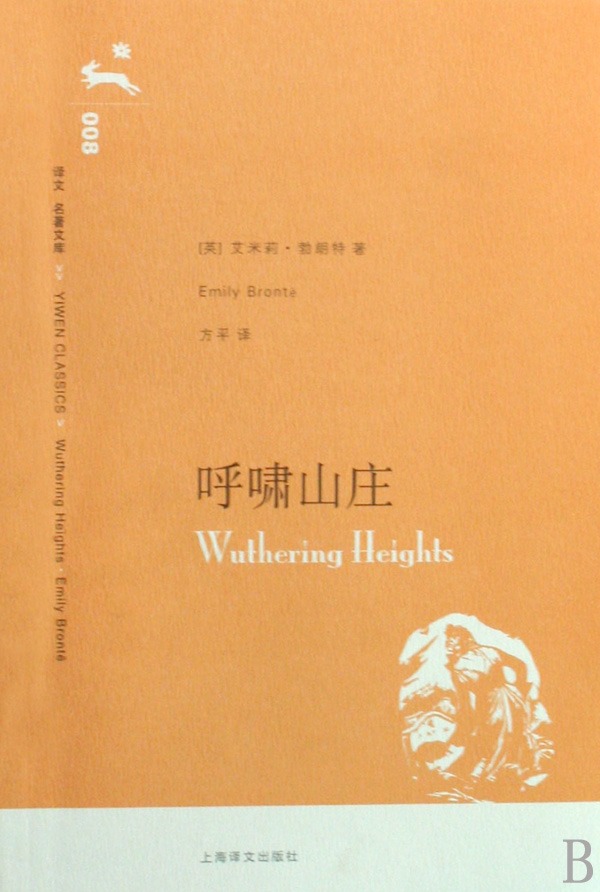 008
译文 名著文库 >> YIWEN CLASSICS > Wuthering Heights · Emily Brontë
[英] 艾米莉·勃朗特 著
Emily Brontë
方平 译
呼啸山庄
Wuthering Heights
上海译文出版社
B